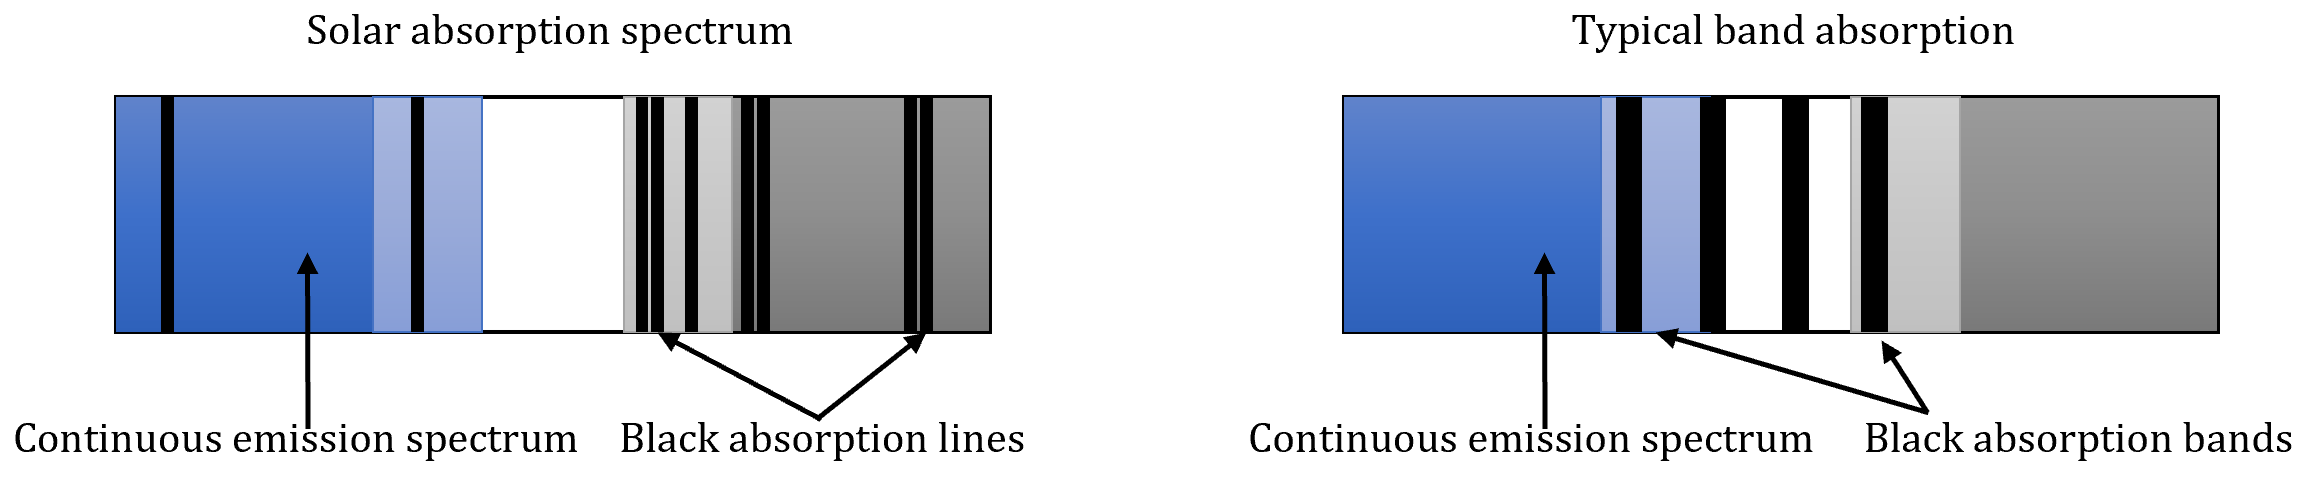 Solar absorption spectrum
Typical band absorption
Continuous emission spectrum
Black absorption lines
Continuous emission spectrum
Black absorption bands